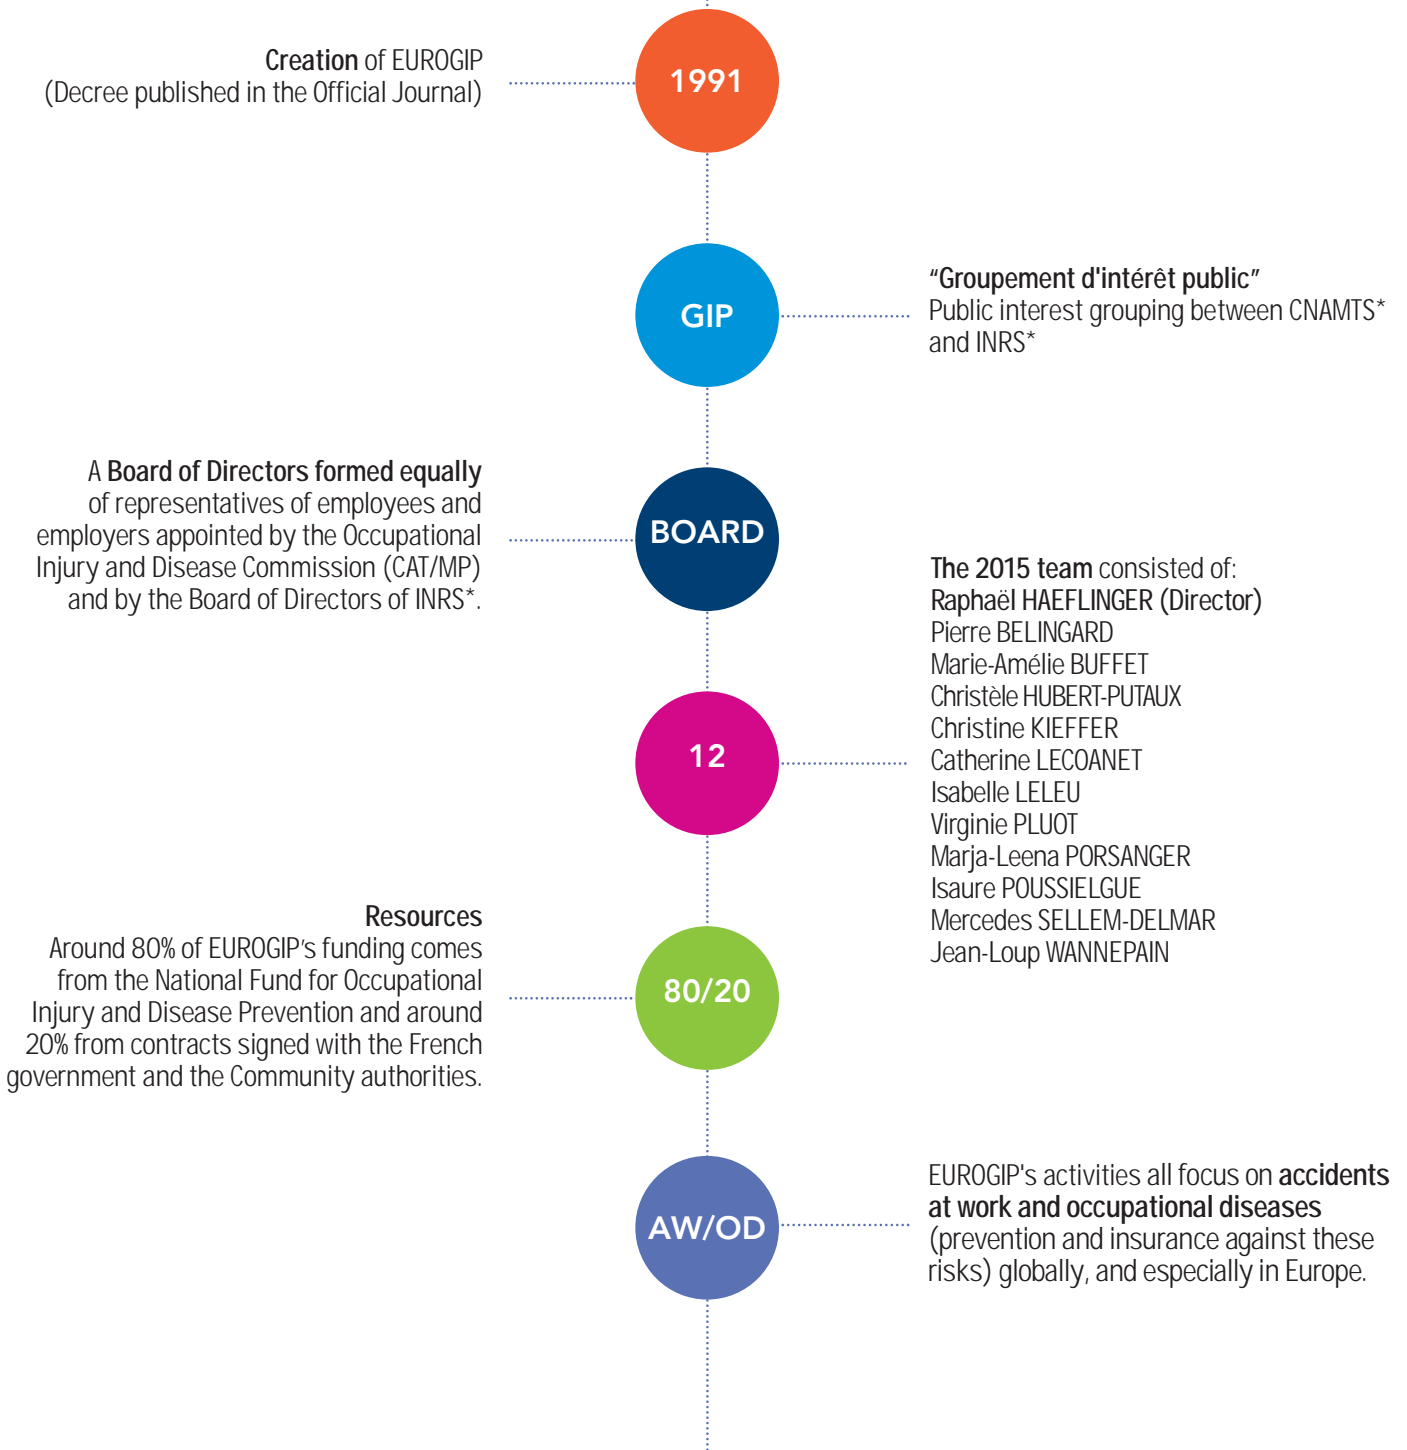 Creation of EUROGIP
(Decree published in the Official Journal)
1991
GIP
“Groupement d'intérêt public”
Public interest grouping between CNAMTS*
and INRS*
A Board of Directors formed equally
of representatives of employees and
employers appointed by the Occupational
Injury and Disease Commission (CAT/MP)
and by the Board of Directors of INRS*.
BOARD
12
The 2015 team consisted of:
Raphaël HAEFLINGER (Director)
Pierre BELINGARD
Marie-Amélie BUFFET
Christèle HUBERT-PUTAUX
Christine KIEFFER
Catherine LECOANET
Isabelle LELEU
Virginie PLUOT
Marja-Leena PORSANGER
Isaure POUSSIELGUE
Mercedes SELLEM-DELMAR
Jean-Loup WANNEPAIN
Resources
Around 80% of EUROGIP’s funding comes
from the National Fund for Occupational
Injury and Disease Prevention and around
20% from contracts signed with the French
government and the Community authorities.
80/20
AW/OD
EUROGIP's activities all focus on accidents
at work and occupational diseases
(prevention and insurance against these
risks) globally, and especially in Europe.